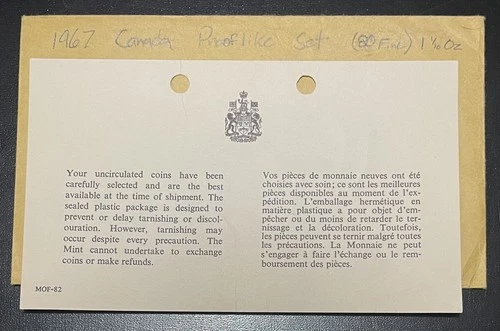 1967 Canada Prooflike Set (80 Fine) 1 1/10 Oz
Your uncirculated coins have been
carefully selected and are the best
available at the time of shipment. The
sealed plastic package is designed to
prevent or delay tarnishing or discol-
ouration. However, tarnishing may
occur despite every precaution. The
Mint cannot undertake to exchange
coins or make refunds.
Vos pièces de monnaie neuves ont été
choisies avec soin; ce sont les meilleures
pièces disponibles au moment de l'ex-
pédition. L'emballage hermétique en
matière plastique a pour objet d'em-
pêcher ou du moins de retarder le ter-
nissage et la décoloration. Toutefois,
les pièces peuvent se ternir malgré toutes
les précautions. La Monnaie ne peut
s'engager à faire l'échange ou le rem-
boursement des pièces.
MOF-82